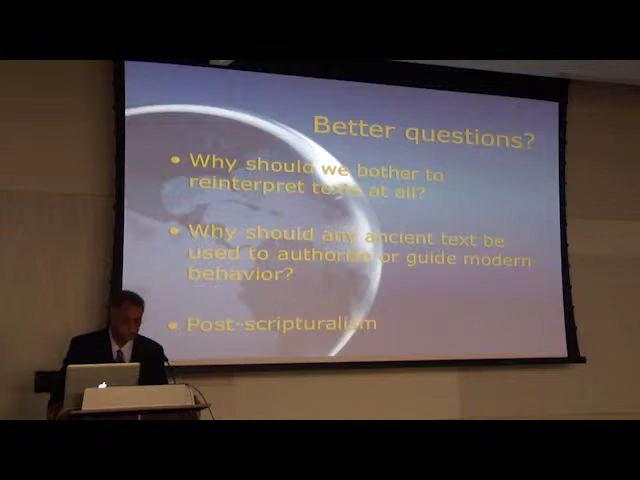 Better questions?
• Why should we bother to
reinterpret texts at all?
• Why should any ancient text be
used to authorize or guide modern
behavior?
• Post-scripturalism